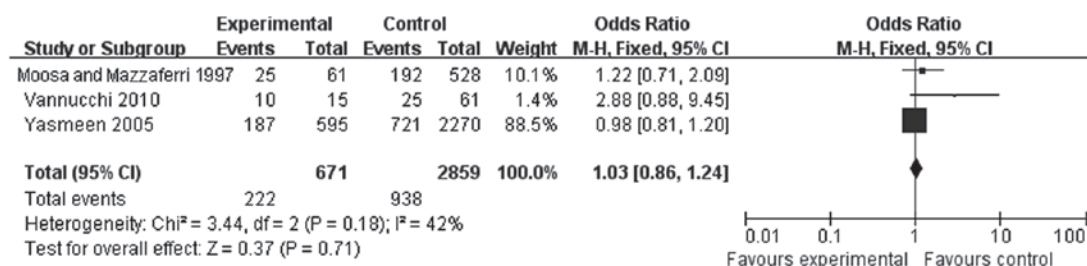 Experimental Control Odds Ratio Odds Ratio
Study or Subgroup Events Total Events Total Weight M-H, Fixed, 95% CI M-H, Fixed, 95% CI
Moosa and Mazzaferri 1997 25 61 192 528 10.1% 1.22 [0.71, 2.09]
Vannucchi 2010 10 15 25 61 1.4% 2.88 [0.88, 9.45]
Yasmeen 2005 187 595 721 2270 88.5% 0.98 [0.81, 1.20]
Total (95% CI) 671 2859 100.0% 1.03 [0.86, 1.24]
Total events 222 938
Heterogeneity: Chi² = 3.44, df = 2 (P = 0.18); I² = 42%
Test for overall effect: Z = 0.37 (P = 0.71)
0.01 0.1 1 10 100
Favours experimental Favours control